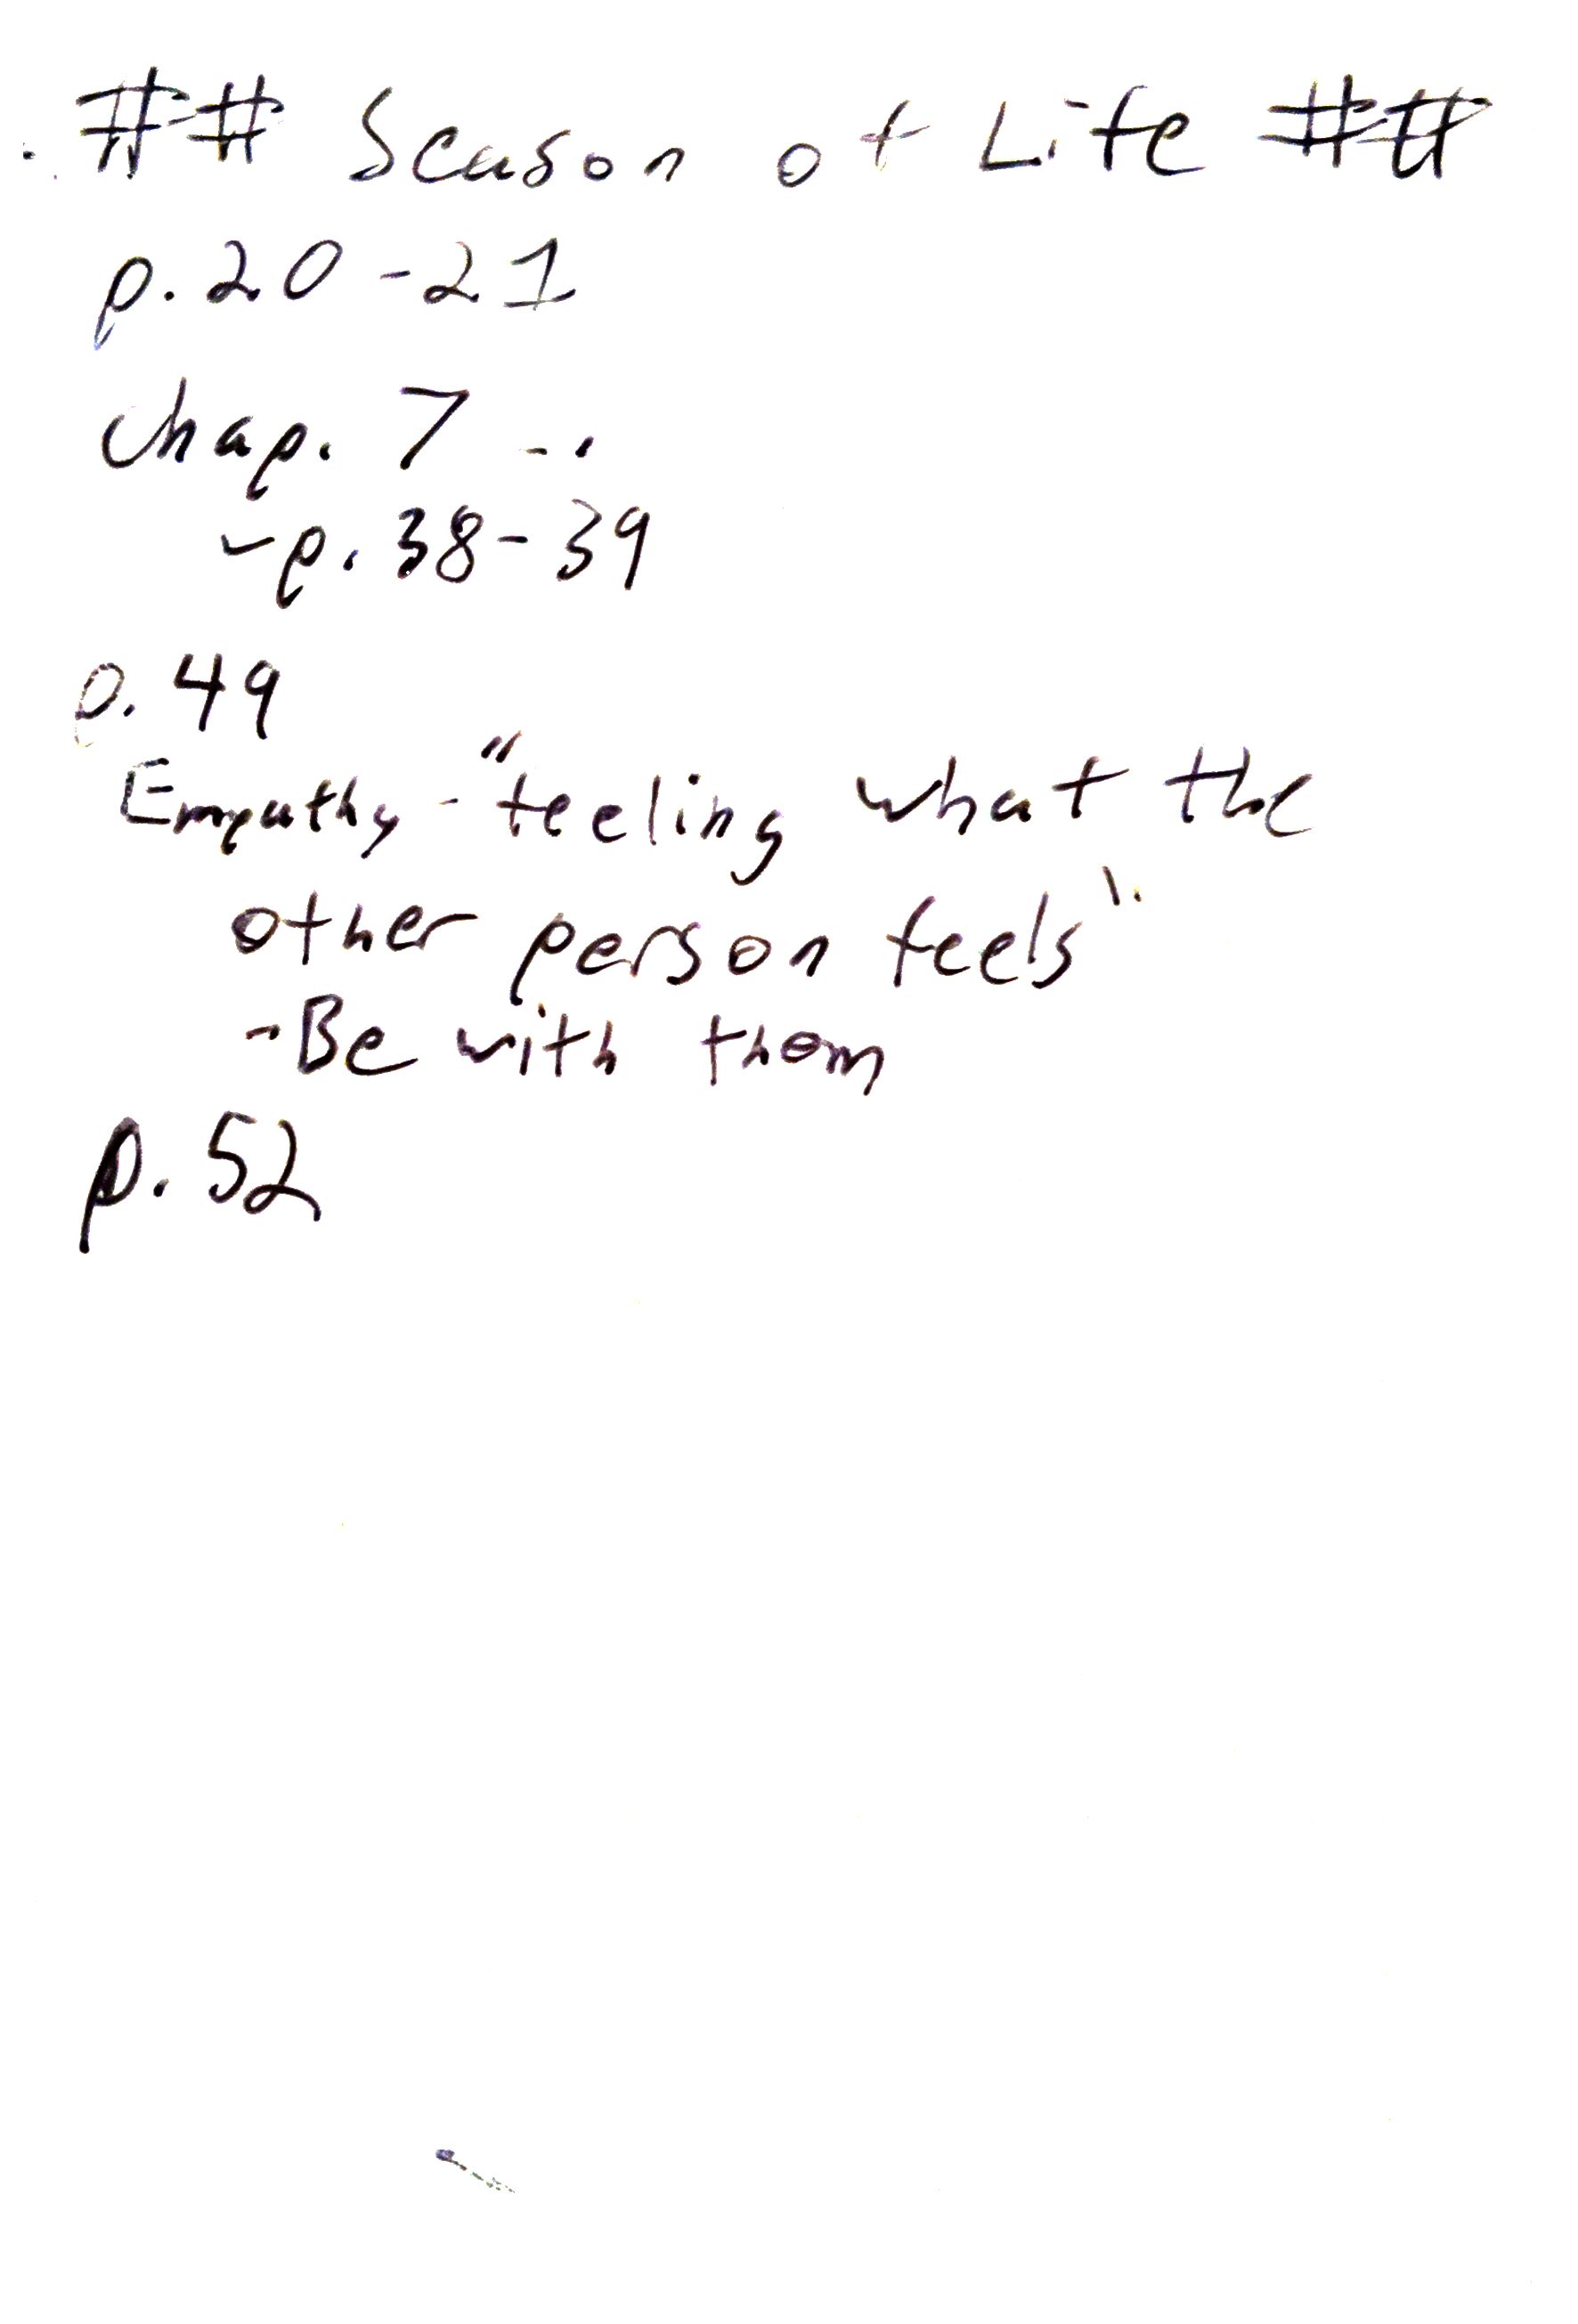 ## Season of Life ##
p. 20-21
Chap. 7 -..
-p. 38-39
p. 49
Empathy - "feeling what the
other person feels".
-Be with them
p. 52